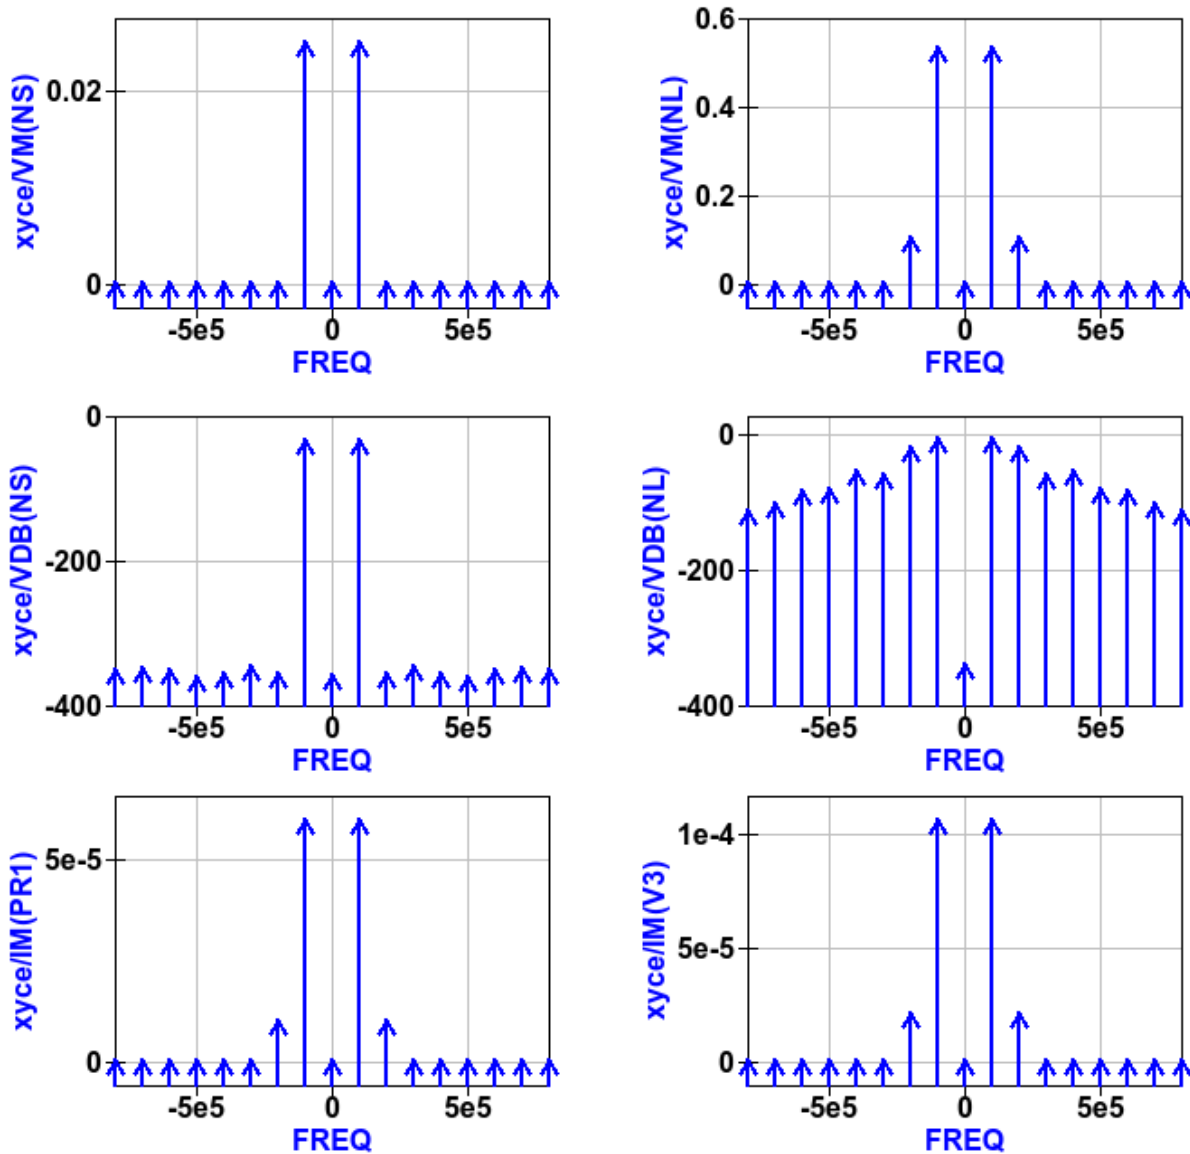 xyce/VM(NS)
0.02
0
-5e5 0 5e5
FREQ
xyce/VM(NL)
0.6
0.4
0.2
0
-5e5 0 5e5
FREQ
xyce/VDB(NS)
0
-200
-400
-5e5 0 5e5
FREQ
xyce/VDB(NL)
0
-200
-400
-5e5 0 5e5
FREQ
xyce/IM(PR1)
5e-5
0
-5e5 0 5e5
FREQ
xyce/IM(V3)
1e-4
5e-5
0
-5e5 0 5e5
FREQ